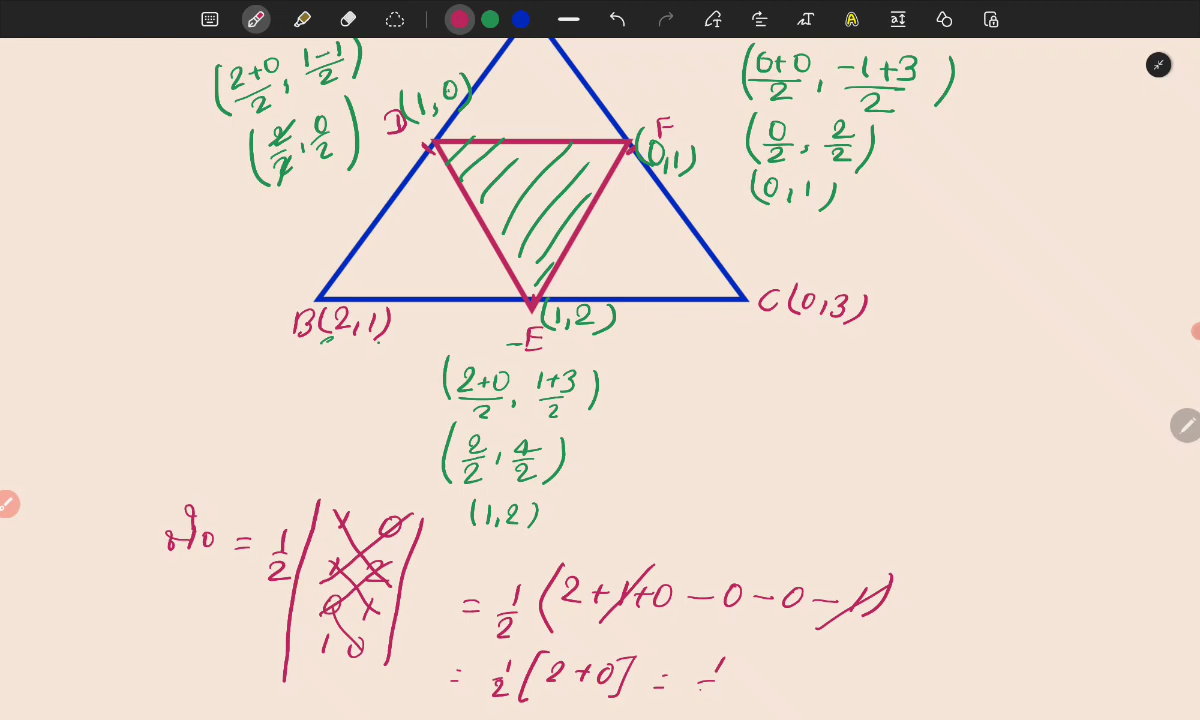 (2+0/2, 1-1/2)
(2/2, 0/2)
D(1, 0)
F
(0,1)
(0+0/2, -1+3/2)
(0/2, 2/2)
(0, 1)
B(2,1)
(1,2)
E
C(0,3)
(2+0/2, 1+3/2)
(2/2, 4/2)
(1,2)
= 1/2 |
1 0
1 2
0 1
1 0
|
= 1/2 (2+1+0-0-0-1)
= 1/2 [2+0] = 1